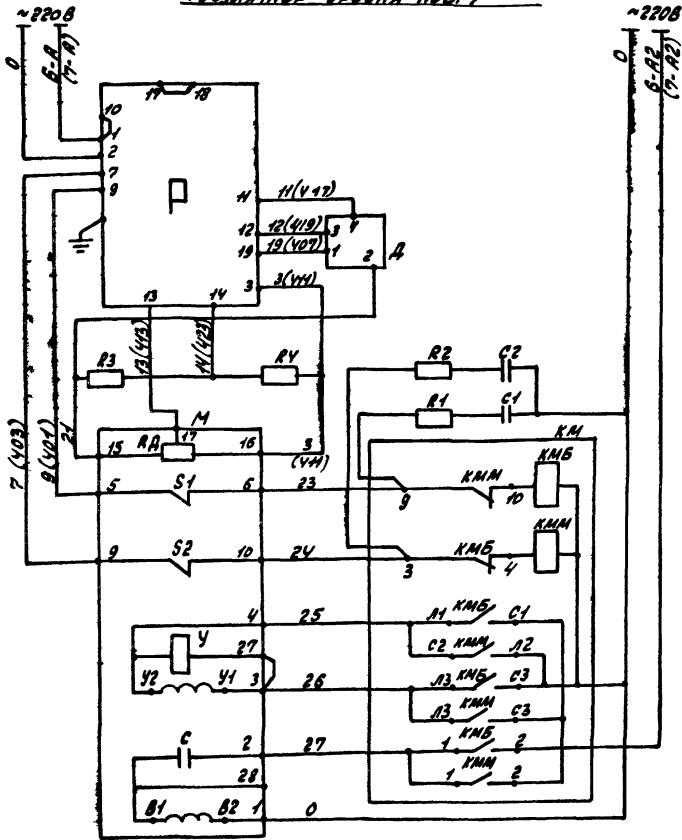 ~220В
0
6-А
(7-А)
~220В
0
6-А2
(7-А2)
17 18
10
1
2
7
9
Р
11
11(417)
12
12(419)
19
19(407)
3
3(411)
4
3
1
2
Д
13
14
13(413)
14(423)
R3
R4
R2
C2
R1
C1
21
7 (403)
9(401)
М
КМ
15
RД
17
16
3
(411)
КМБ
5
S1
6
23
9
КММ
10
КММ
9
S2
10
24
3
КМБ
4
4
25
Л1
КМБ
С1
У
27
С2
КММ
Л2
У2
У1
3
26
Л3
КМБ
С3
Л3
КММ
С3
С
2
27
1
КМБ
2
28
1
КММ
2
В1
В2
1
0